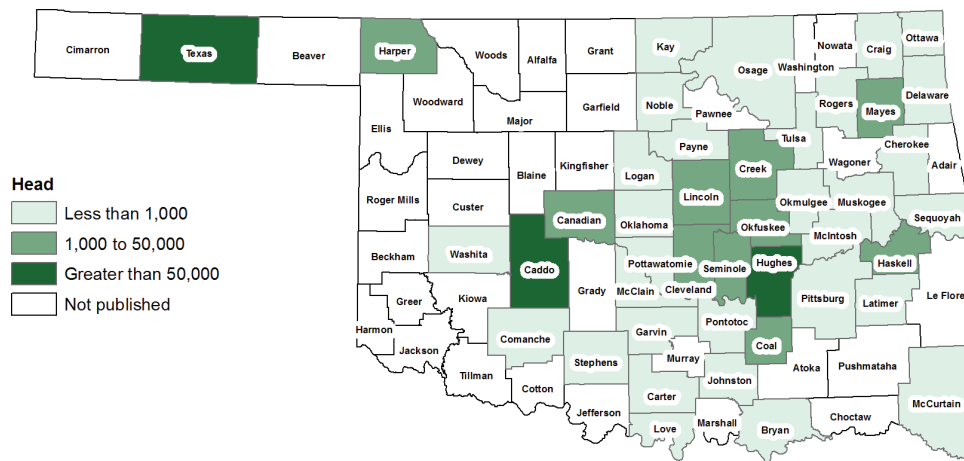 Cimarron
Texas
Beaver
Harper
Woods
Alfalfa
Grant
Kay
Osage
Washington
Nowata
Craig
Ottawa
Woodward
Major
Garfield
Noble
Pawnee
Rogers
Mayes
Delaware
Ellis
Dewey
Blaine
Kingfisher
Logan
Payne
Creek
Tulsa
Wagoner
Cherokee
Adair
Head
Less than 1,000
1,000 to 50,000
Greater than 50,000
Not published
Roger Mills
Custer
Canadian
Oklahoma
Lincoln
Okfuskee
Okmulgee
Muskogee
McIntosh
Sequoyah
Beckham
Washita
Caddo
Grady
McClain
Pottawatomie
Cleveland
Seminole
Hughes
Pittsburg
Haskell
Latimer
Le Flore
Greer
Kiowa
Harmon
Jackson
Comanche
Stephens
Garvin
Pontotoc
Coal
Murray
Johnston
Atoka
Pushmataha
McCurtain
Tillman
Cotton
Jefferson
Carter
Love
Marshall
Bryan
Choctaw